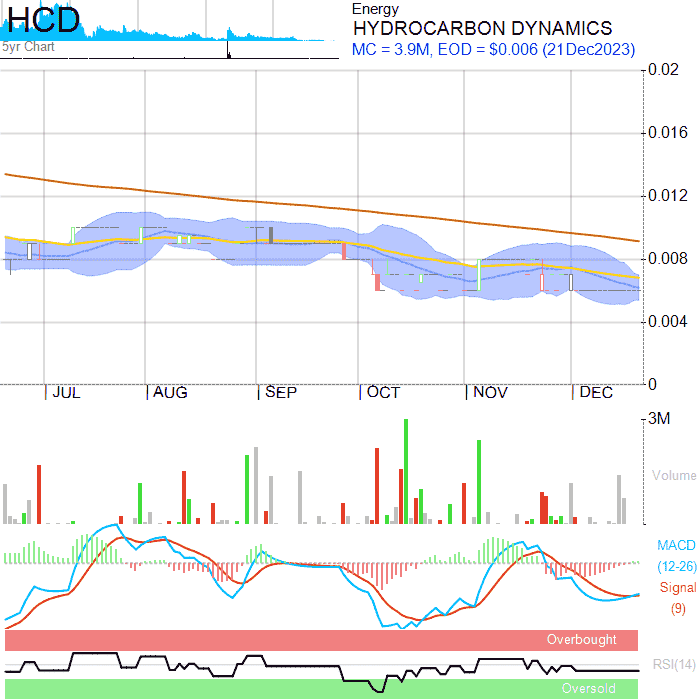 HCD
5yr Chart
Energy
HYDROCARBON DYNAMICS
MC = 3.9M, EOD = $0.006 (21Dec2023)
0.02
0.016
0.012
0.008
0.004
0
JUL AUG SEP OCT NOV DEC
3M
Volume
MACD
(12-26)
Signal
(9)
Overbought
RSI(14)
Oversold